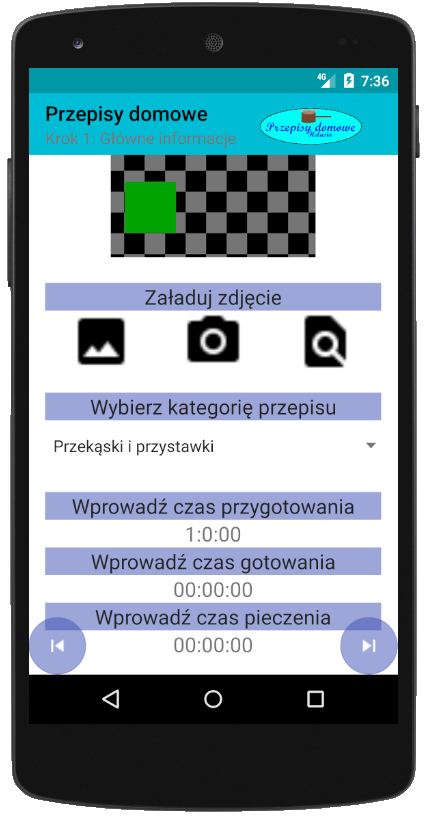 4G 7:36
Przepisy domowe
Krok 1: Główne informacje
Przepisy domowe
Załaduj zdjęcie
Wybierz kategorię przepisu
Przekąski i przystawki
Wprowadź czas przygotowania
1:0:00
Wprowadź czas gotowania
00:00:00
Wprowadź czas pieczenia
00:00:00